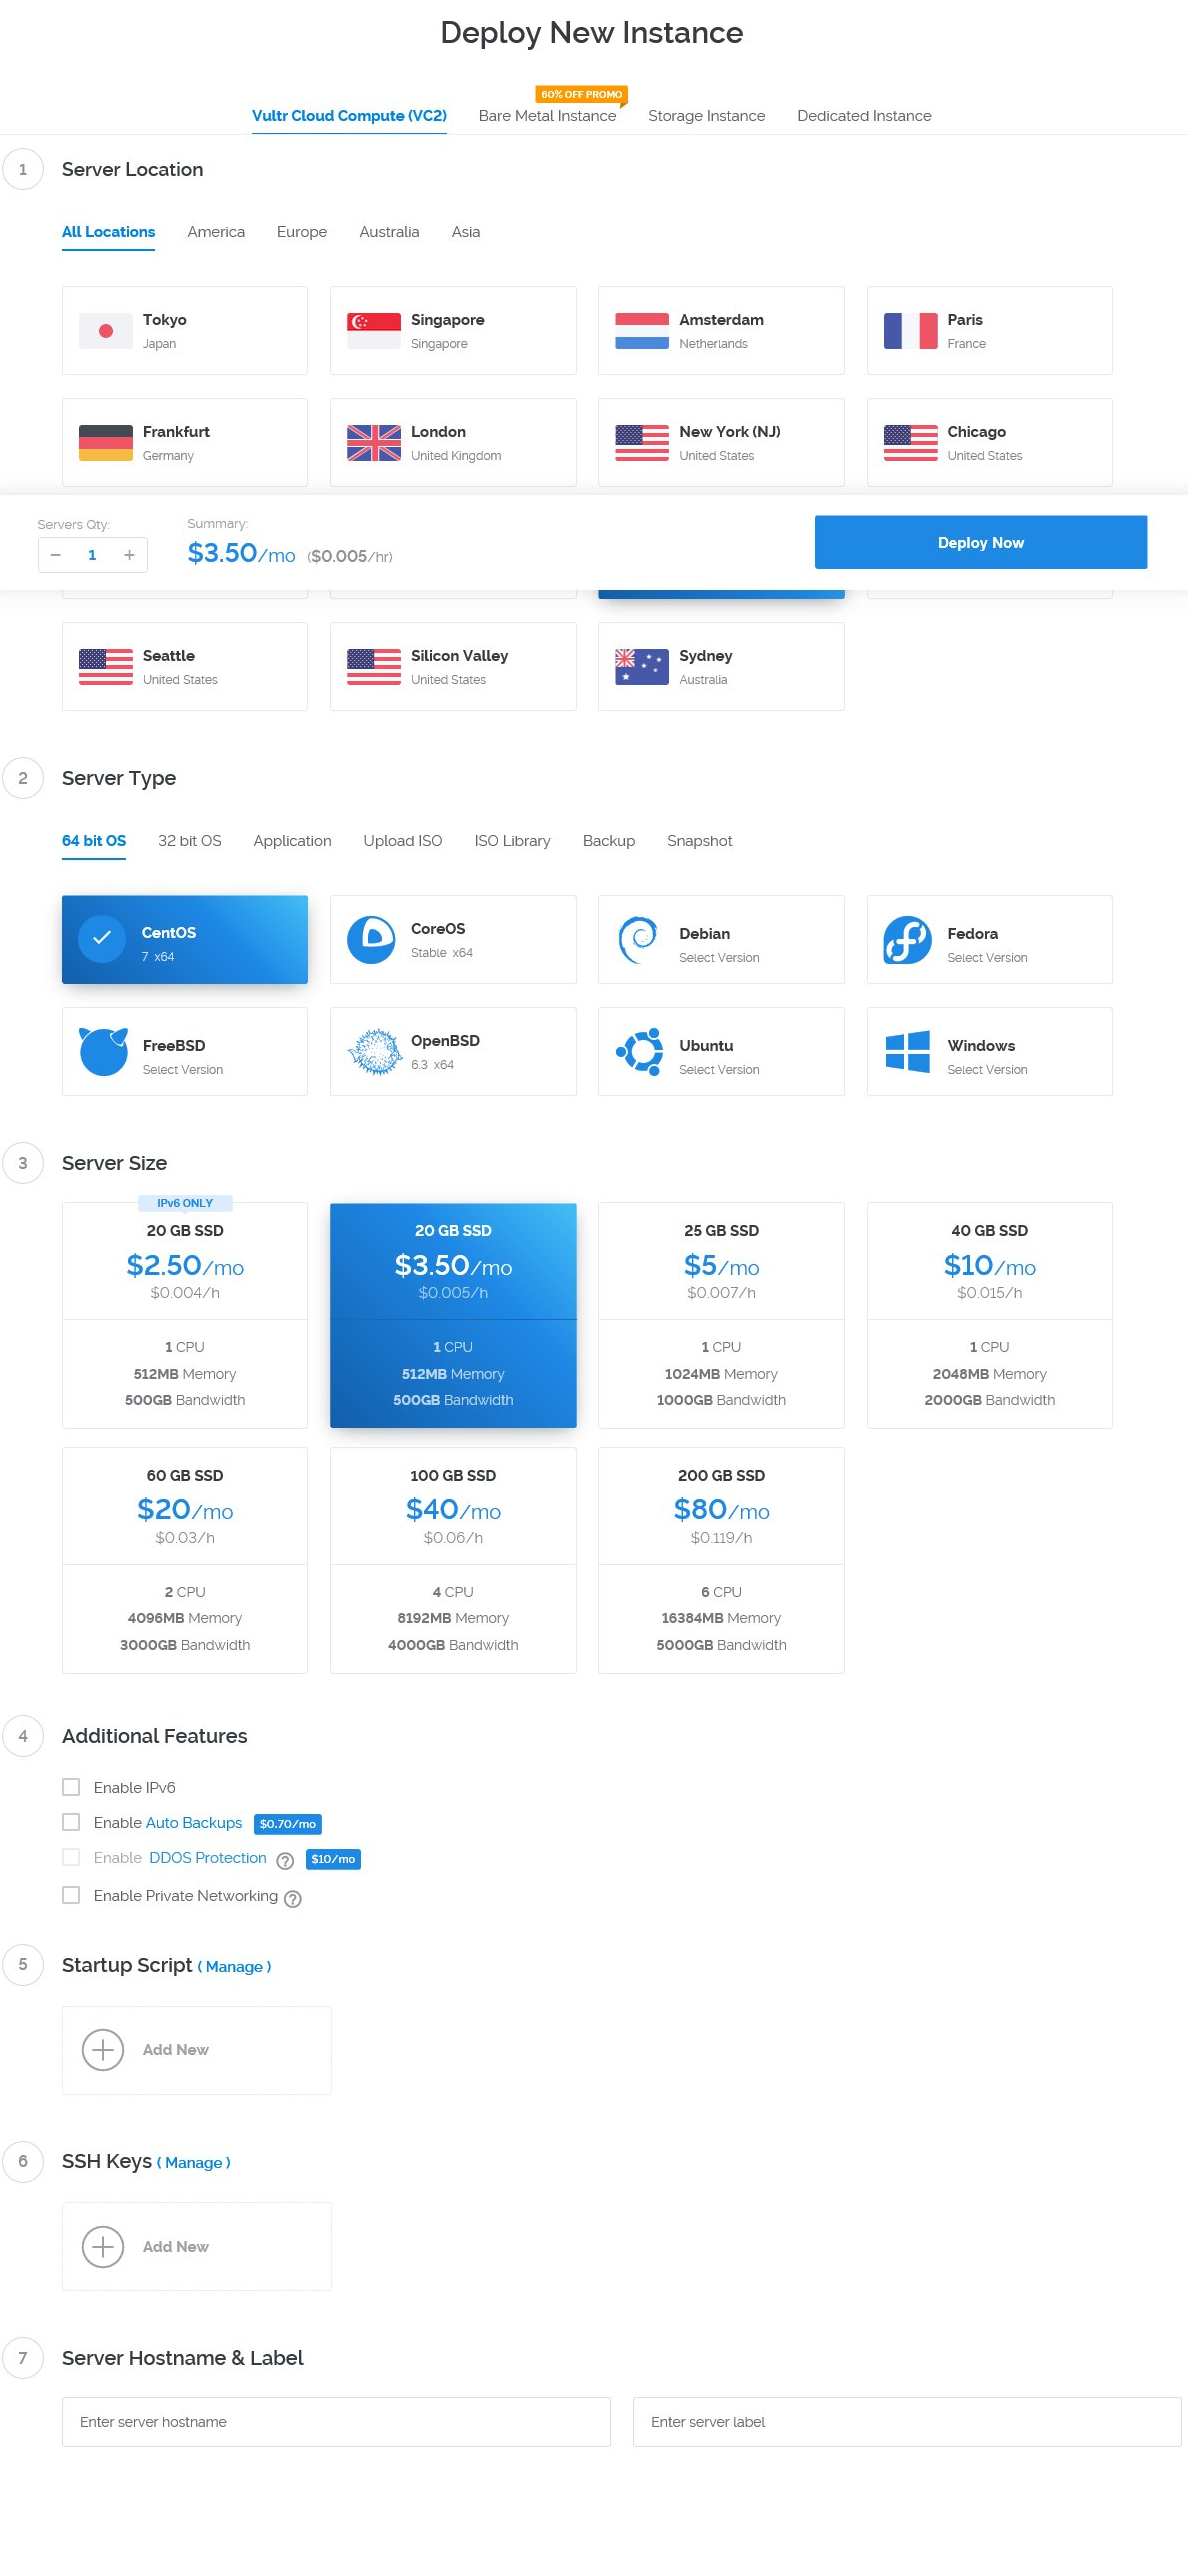 Deploy New Instance
60% OFF PROMO
Vultr Cloud Compute (VC2) Bare Metal Instance Storage Instance Dedicated Instance
1 Server Location
All Locations America Europe Australia Asia
Tokyo Singapore Amsterdam Paris
Japan Singapore Netherlands France
Frankfurt London New York (NJ) Chicago
Germany United Kingdom United States United States
Servers Qty: Summary:
− 1 + $3.50/mo ($0.005/hr) Deploy Now
Seattle Silicon Valley Sydney
United States United States Australia
2 Server Type
64 bit OS 32 bit OS Application Upload ISO ISO Library Backup Snapshot
CentOS CoreOS Debian Fedora
7 x64 Stable x64 Select Version Select Version
FreeBSD OpenBSD Ubuntu Windows
Select Version 6.3 x64 Select Version Select Version
3 Server Size
IPv6 ONLY
20 GB SSD 20 GB SSD 25 GB SSD 40 GB SSD
$2.50/mo $3.50/mo $5/mo $10/mo
$0.004/h $0.005/h $0.007/h $0.015/h
1 CPU 1 CPU 1 CPU 1 CPU
512MB Memory 512MB Memory 1024MB Memory 2048MB Memory
500GB Bandwidth 500GB Bandwidth 1000GB Bandwidth 2000GB Bandwidth
60 GB SSD 100 GB SSD 200 GB SSD
$20/mo $40/mo $80/mo
$0.03/h $0.06/h $0.119/h
2 CPU 4 CPU 6 CPU
4096MB Memory 8192MB Memory 16384MB Memory
3000GB Bandwidth 4000GB Bandwidth 5000GB Bandwidth
4 Additional Features
Enable IPv6
Enable Auto Backups $0.70/mo
Enable DDOS Protection ? $10/mo
Enable Private Networking ?
5 Startup Script ( Manage )
Add New
6 SSH Keys ( Manage )
Add New
7 Server Hostname & Label
Enter server hostname Enter server label